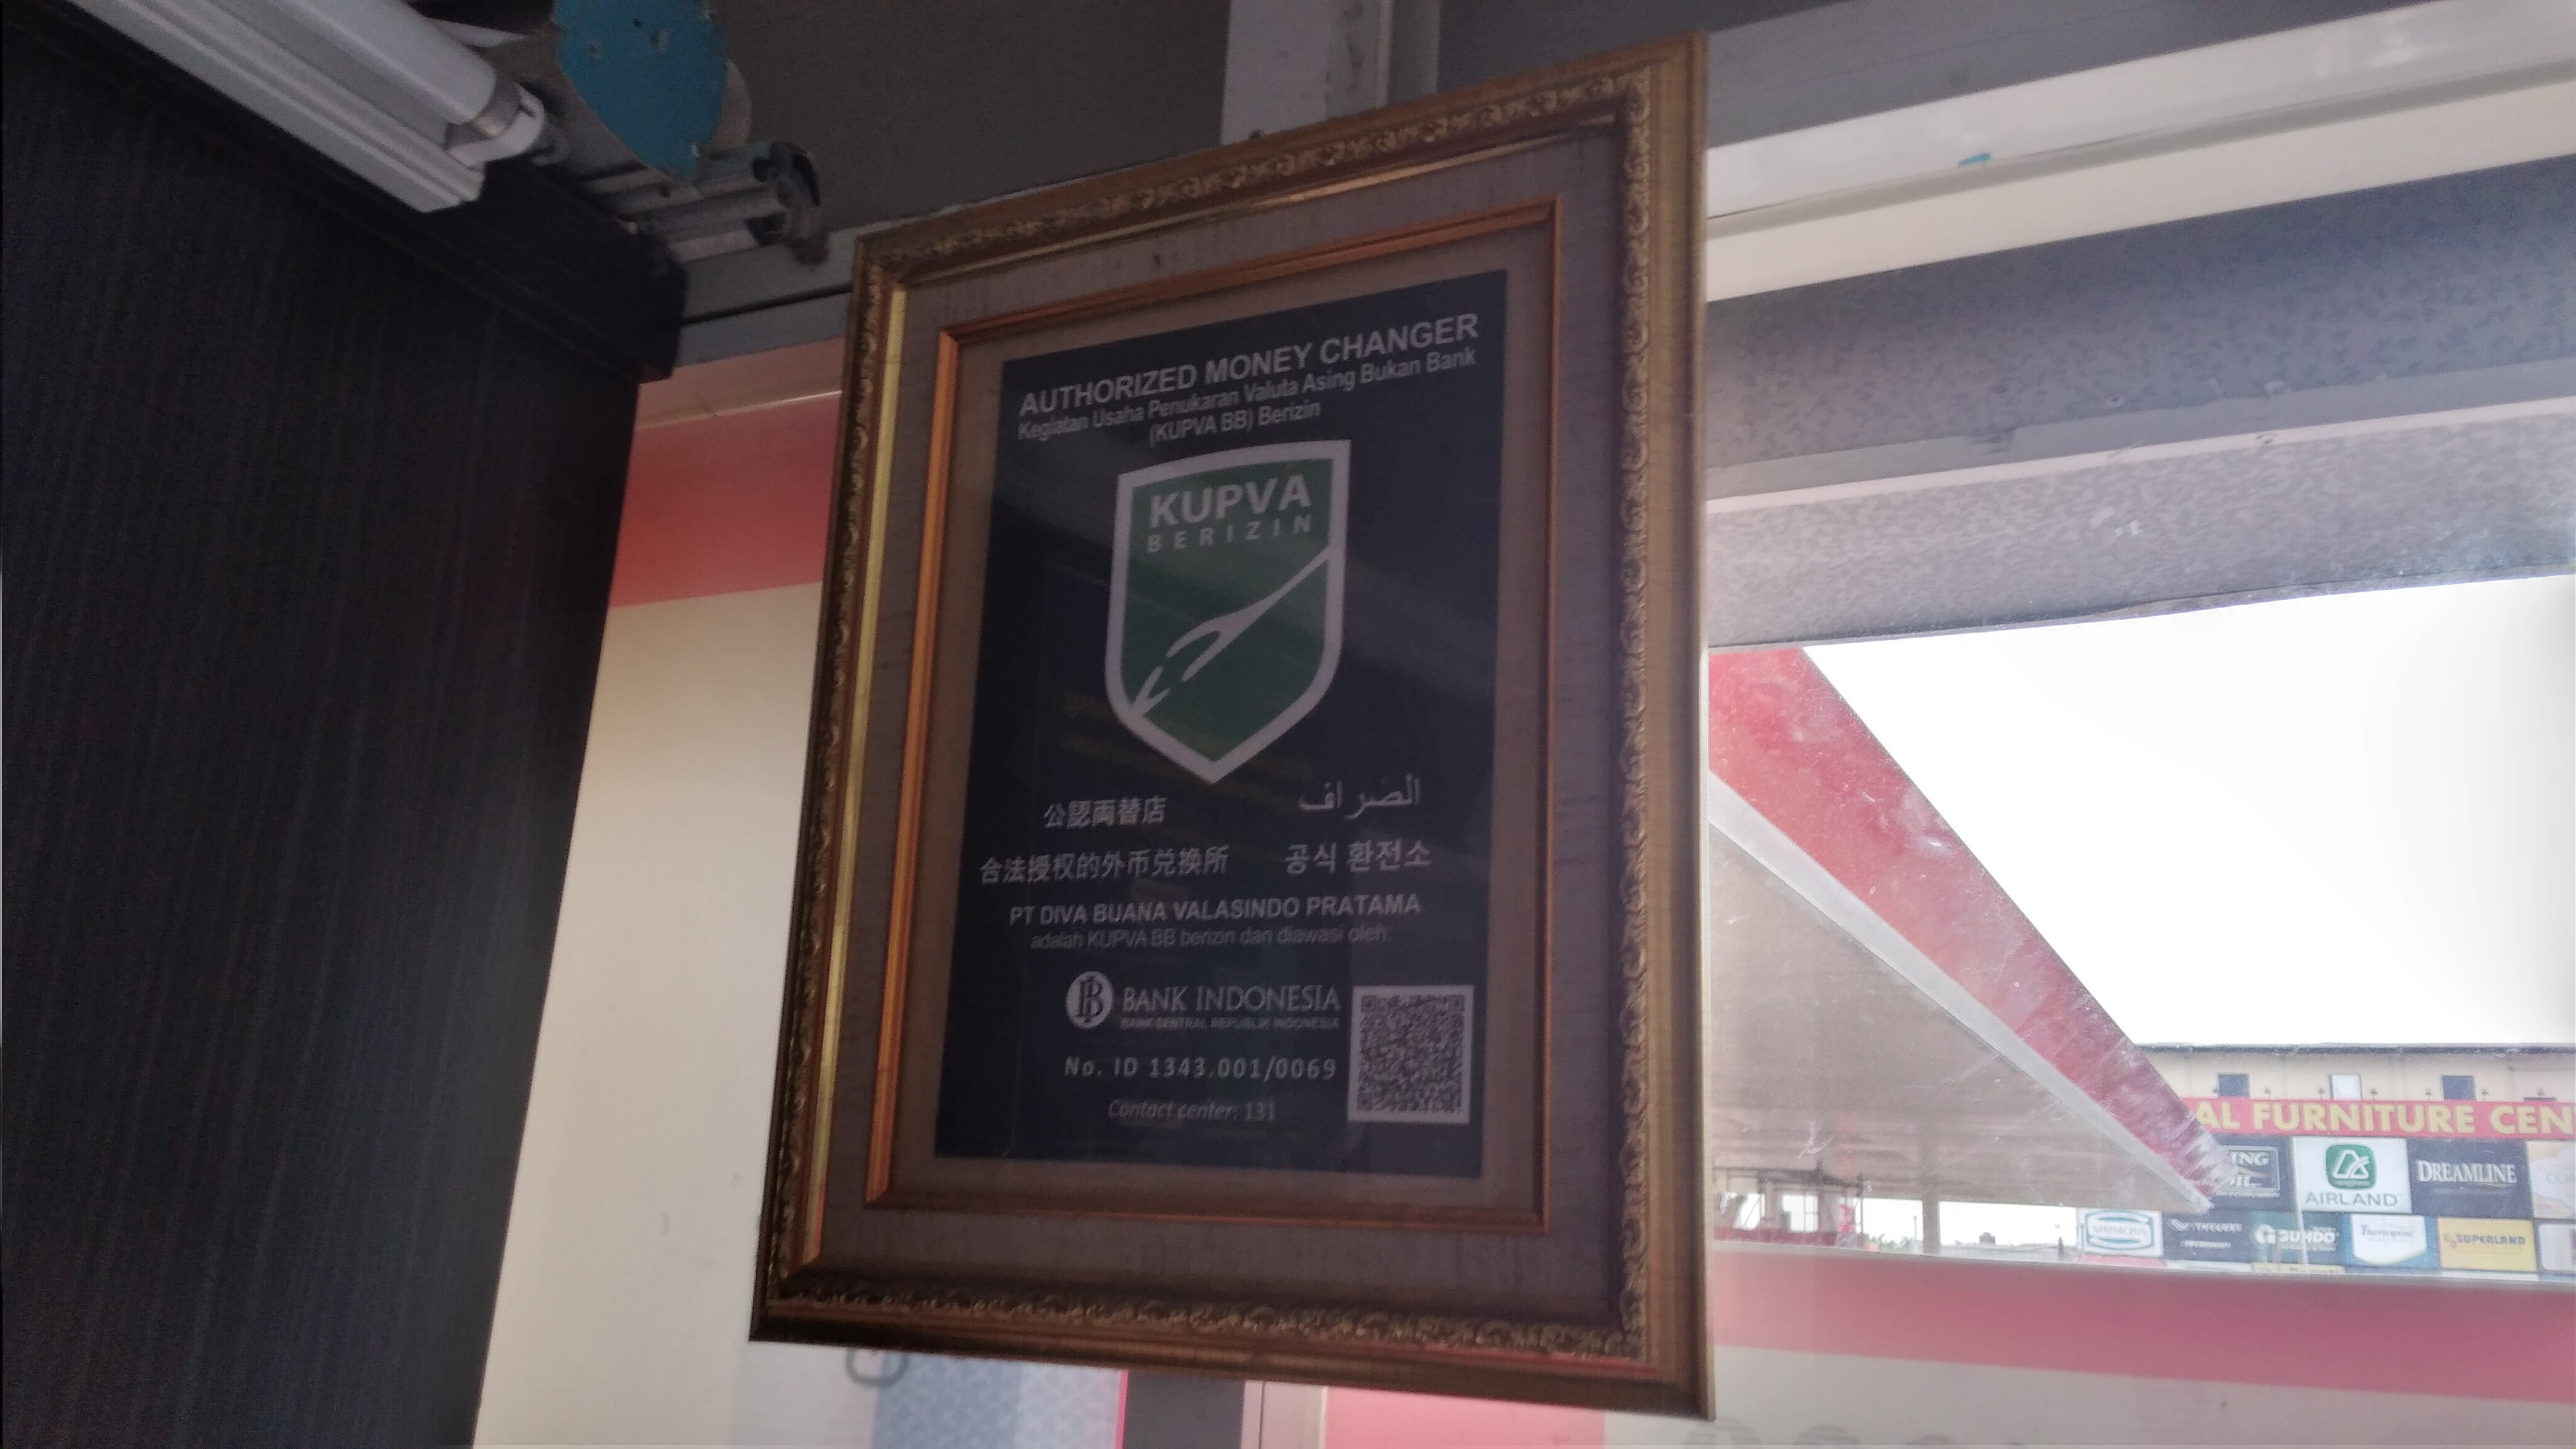 AUTHORIZED MONEY CHANGER
Kegiatan Usaha Penukaran Valuta Asing Bukan Bank
(KUPVA BB) Berizin
KUPVA
BERIZIN
公認両替店
الصراف
合法授权的外币兑换所
공식 환전소
PT DIVA BUANA VALASINDO PRATAMA
adalah KUPVA BB berizin dan diawasi oleh:
BANK INDONESIA
BANK SENTRAL REPUBLIK INDONESIA
No. ID 1343.001/0069
Contact center: 131
AL FURNITURE CEN
AIRLAND
DREAMLINE
GUHDO
Therapedic
SUPERLAND